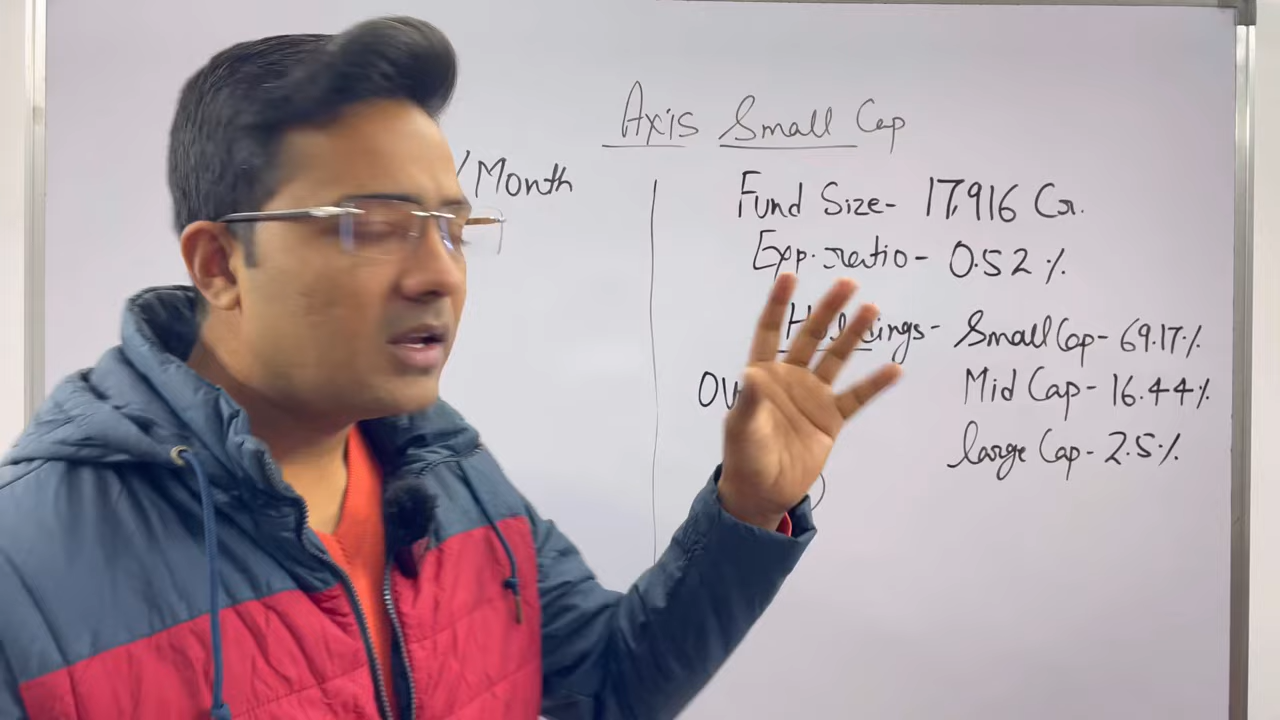 Axis Small Cap
/Month
Fund Size- 17,916 Cr.
Exp. ratio - 0.52 %
Holdings - Small Cap - 69.17 %
Mid Cap - 16.44 %
large Cap - 2.5 %